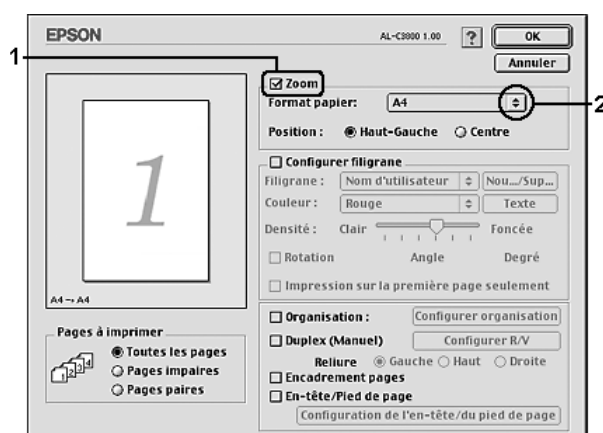 EPSON
AL-C3800 1.00
?
OK
Annuler
1
Zoom
Format papier: A4
2
Position : Haut-Gauche Centre
1
A4→A4
Configurer filigrane
Filigrane : Nom d'utilisateur Nou.../Sup...
Couleur : Rouge Texte
Densité : Clair Foncée
Rotation Angle Degré
Impression sur la première page seulement
Pages à imprimer
1 2 3 4
Toutes les pages
Pages impaires
Pages paires
Organisation : Configurer organisation
Duplex (Manuel) Configurer R/V
Reliure Gauche Haut Droite
Encadrement pages
En-tête/Pied de page
Configuration de l'en-tête/du pied de page